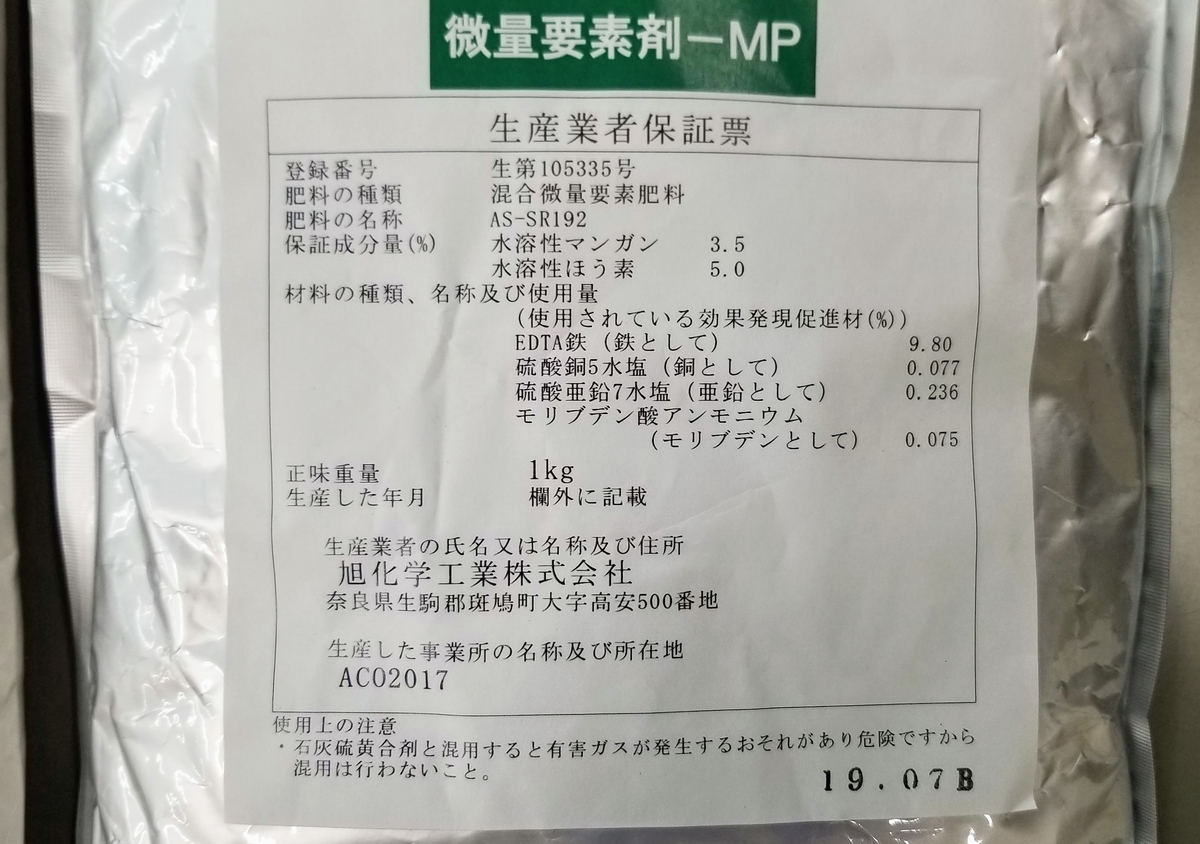 微量要素剤－MP
生産業者保証票
登録番号 生第105335号
肥料の種類 混合微量要素肥料
肥料の名称 AS-SR192
保証成分量(%) 水溶性マンガン 3.5
水溶性ほう素 5.0
材料の種類、名称及び使用量
(使用されている効果発現促進材(%))
EDTA鉄 (鉄として) 9.80
硫酸銅5水塩 (銅として) 0.077
硫酸亜鉛7水塩 (亜鉛として) 0.236
モリブデン酸アンモニウム
(モリブデンとして) 0.075
正味重量 1kg
生産した年月 欄外に記載
生産業者の氏名又は名称及び住所
旭化学工業株式会社
奈良県生駒郡斑鳩町大字高安500番地
生産した事業所の名称及び所在地
ACO2017
使用上の注意
・石灰硫黄合剤と混用すると有害ガスが発生するおそれがあり危険ですから
混用は行わないこと。
19.07B